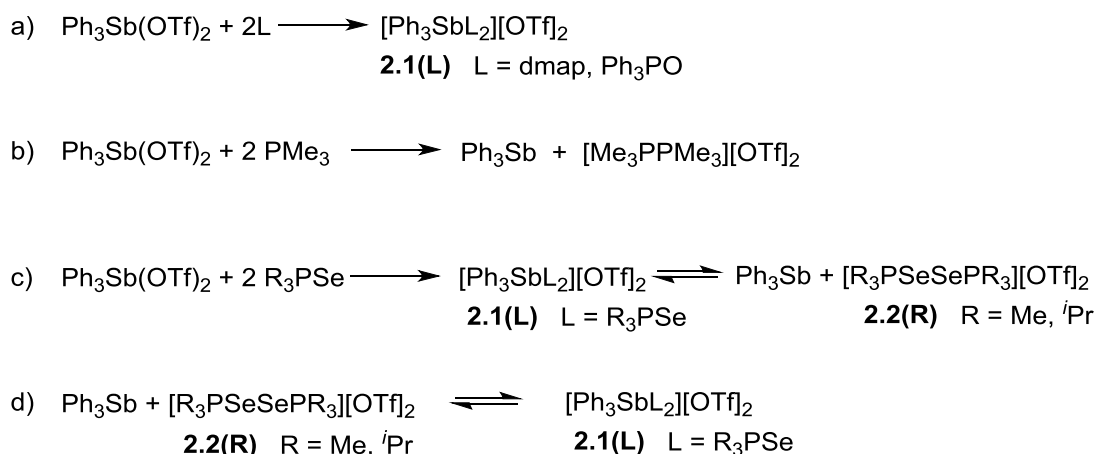 a) Ph₃Sb(OTf)₂ + 2L ⟶ [Ph₃SbL₂][OTf]₂
2.1(L) L = dmap, Ph₃PO
b) Ph₃Sb(OTf)₂ + 2 PMe₃ ⟶ Ph₃Sb + [Me₃PPMe₃][OTf]₂
c) Ph₃Sb(OTf)₂ + 2 R₃PSe ⟶ [Ph₃SbL₂][OTf]₂ ⇌ Ph₃Sb + [R₃PSeSePR₃][OTf]₂
2.1(L) L = R₃PSe 2.2(R) R = Me, ⁱPr
d) Ph₃Sb + [R₃PSeSePR₃][OTf]₂ ⇌ [Ph₃SbL₂][OTf]₂
2.2(R) R = Me, ⁱPr 2.1(L) L = R₃PSe